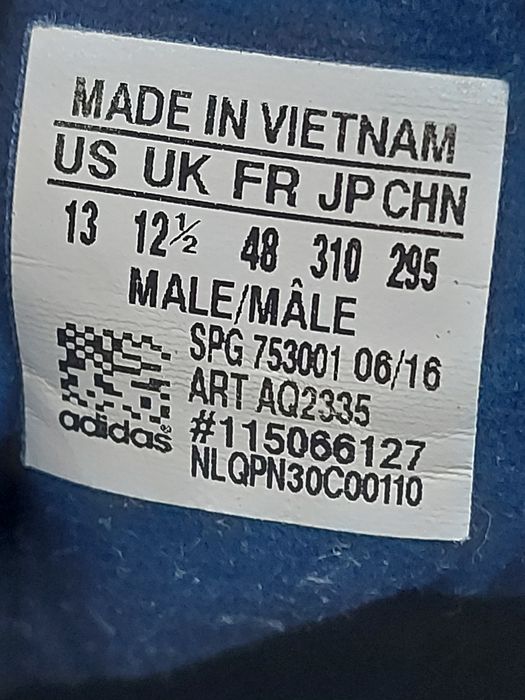 MADE IN VIETNAM
US UK FR JP CHN
13 12½ 48 310 295
MALE/MÂLE
SPG 753001 06/16
ART AQ2335
#115066127
NLQPN30C00110
adidas®